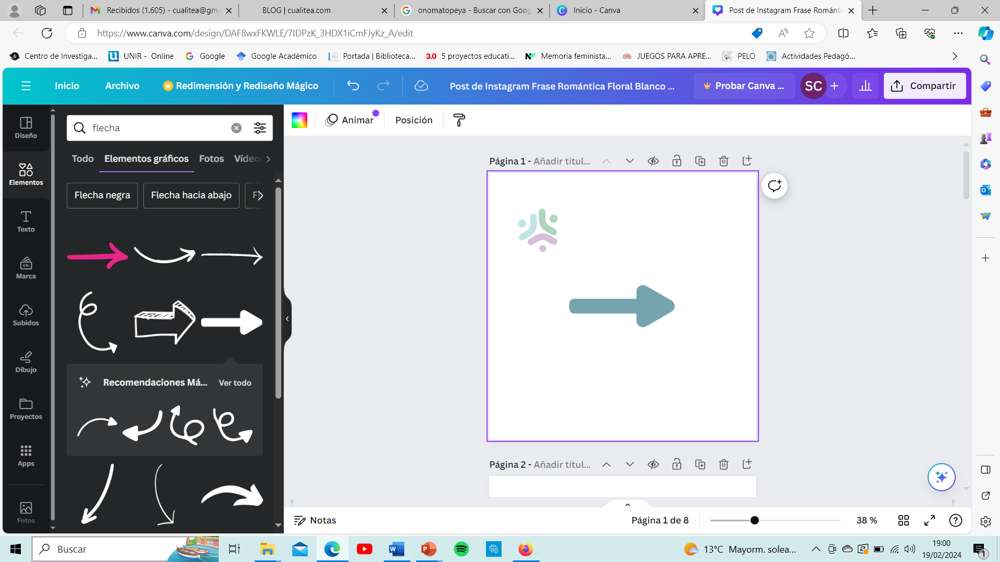 Recibidos (1.605) - cualitea@gma
BLOG | cualitea.com
onomatopeya - Buscar con Goog
Inicio - Canva
Post de Instagram Frase Románti
https://www.canva.com/design/DAF8wxFKWLE/7IDPzK_3HDX1iCmFJyKz_A/edit
Centro de Investiga...
UNIR - Online
Google
Google Académico
Portada | Biblioteca...
3.0 5 proyectos educati...
Memoria feminista...
JUEGOS PARA APRE...
PELO
Actividades Pedagó...
Inicio
Archivo
Redimensión y Rediseño Mágico
Post de Instagram Frase Romántica Floral Blanco ...
Probar Canva ...
SC
Compartir
Diseño
Elementos
Texto
CO.
Marca
Subidos
Dibujo
Proyectos
Apps
Fotos
flecha
Todo
Elementos gráficos
Fotos
Vídeos
Flecha negra
Flecha hacia abajo
Recomendaciones Má...
Ver todo
Animar
Posición
Página 1 - Añadir títul...
Página 2 - Añadir títul...
Notas
Página 1 de 8
38 %
Buscar
13°C Mayorm. solea...
19:00
19/02/2024
1